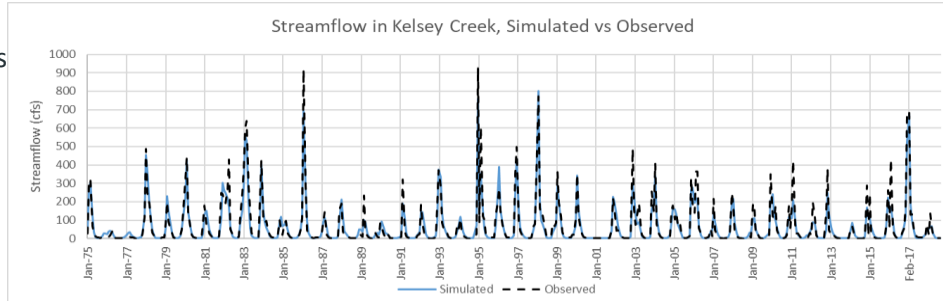 Streamflow in Kelsey Creek, Simulated vs Observed
s
Streamflow (cfs)
1000
900
800
700
600
500
400
300
200
100
0
Jan-75
Jan-77
Jan-79
Jan-81
Jan-83
Jan-85
Jan-87
Jan-89
Jan-91
Jan-93
Jan-95
Jan-97
Jan-99
Jan-01
Jan-03
Jan-05
Jan-07
Jan-09
Jan-11
Jan-13
Jan-15
Feb-17
Simulated
Observed